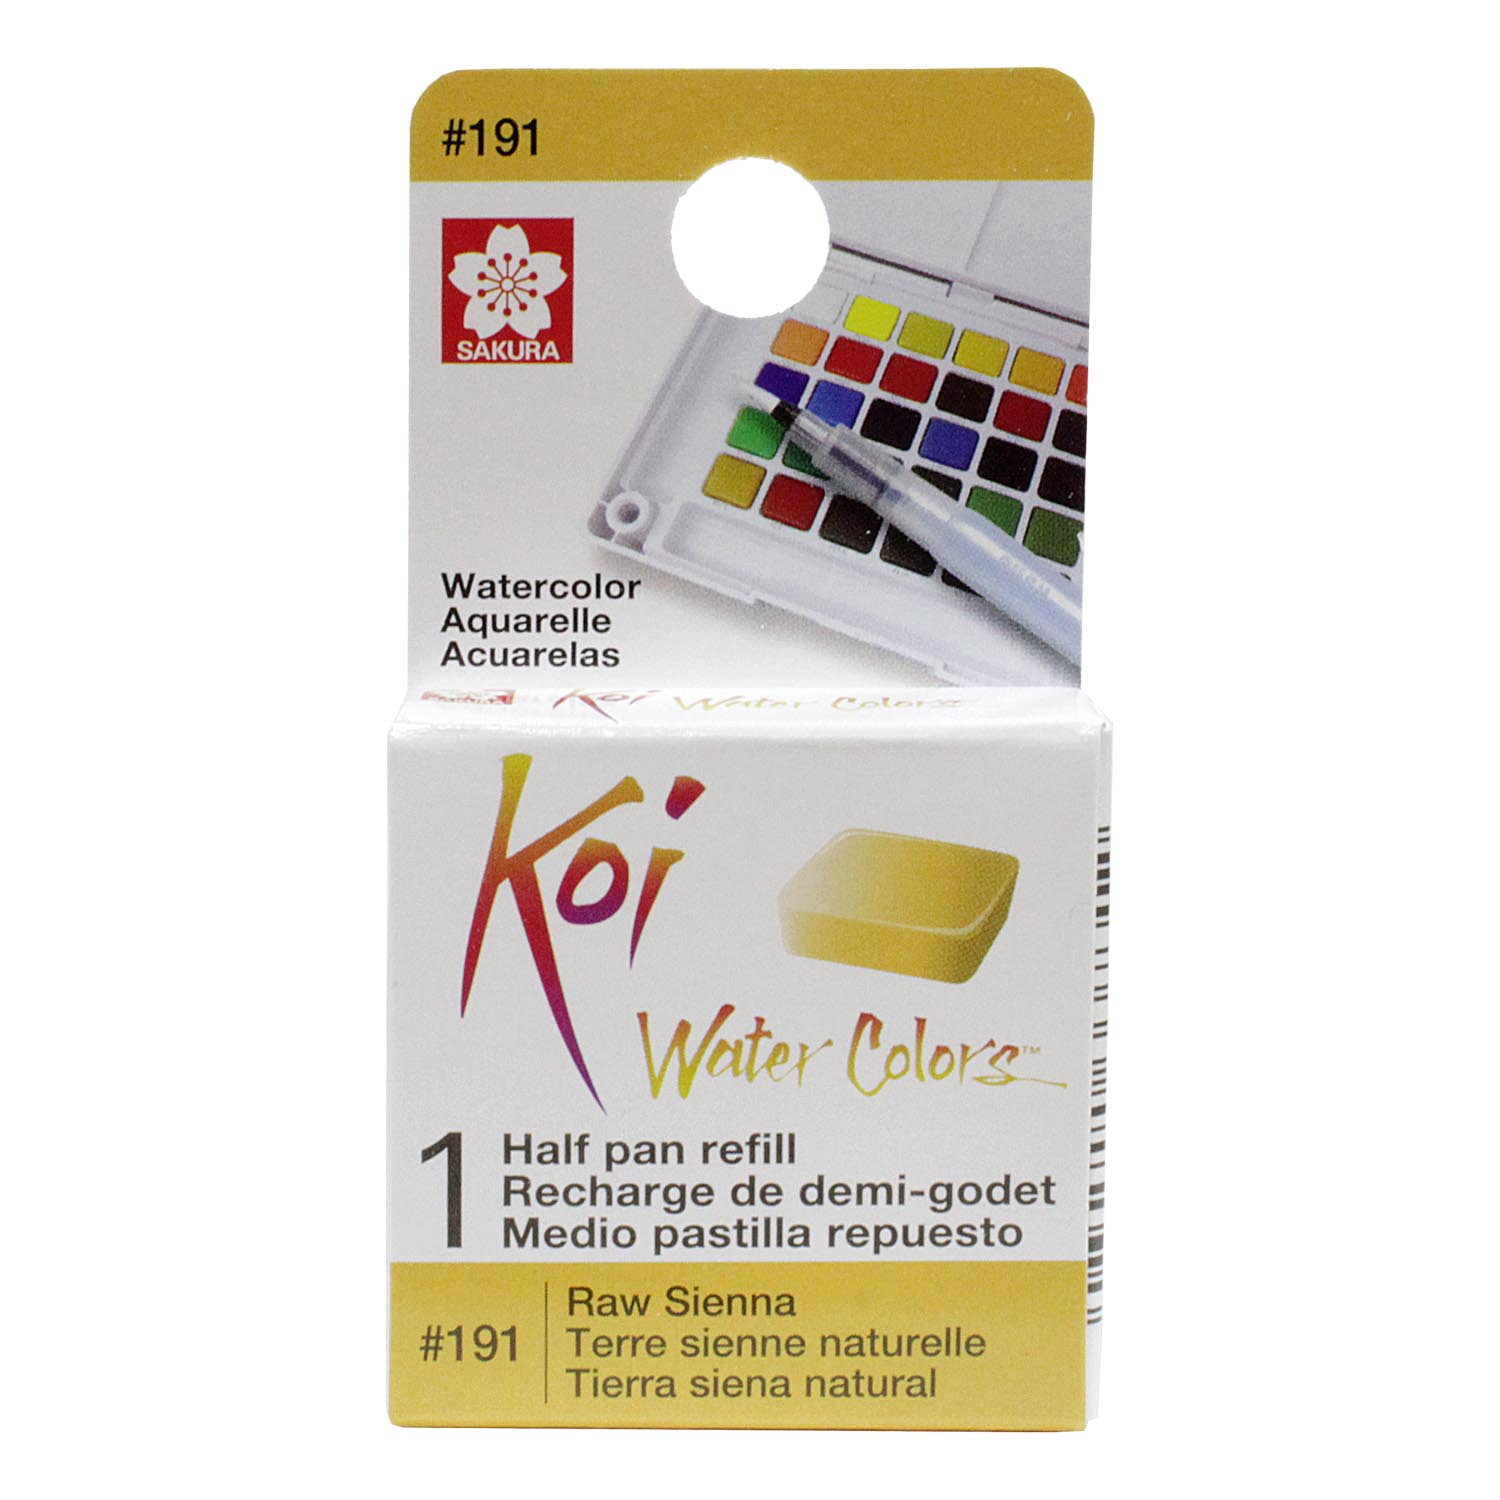 #191
SAKURA
Watercolor
Aquarelle
Acuarelas
Koi Water Colors
Koi
Water Colors™
1
Half pan refill
Recharge de demi-godet
Medio pastilla repuesto
#191
Raw Sienna
Terre sienne naturelle
Tierra siena natural